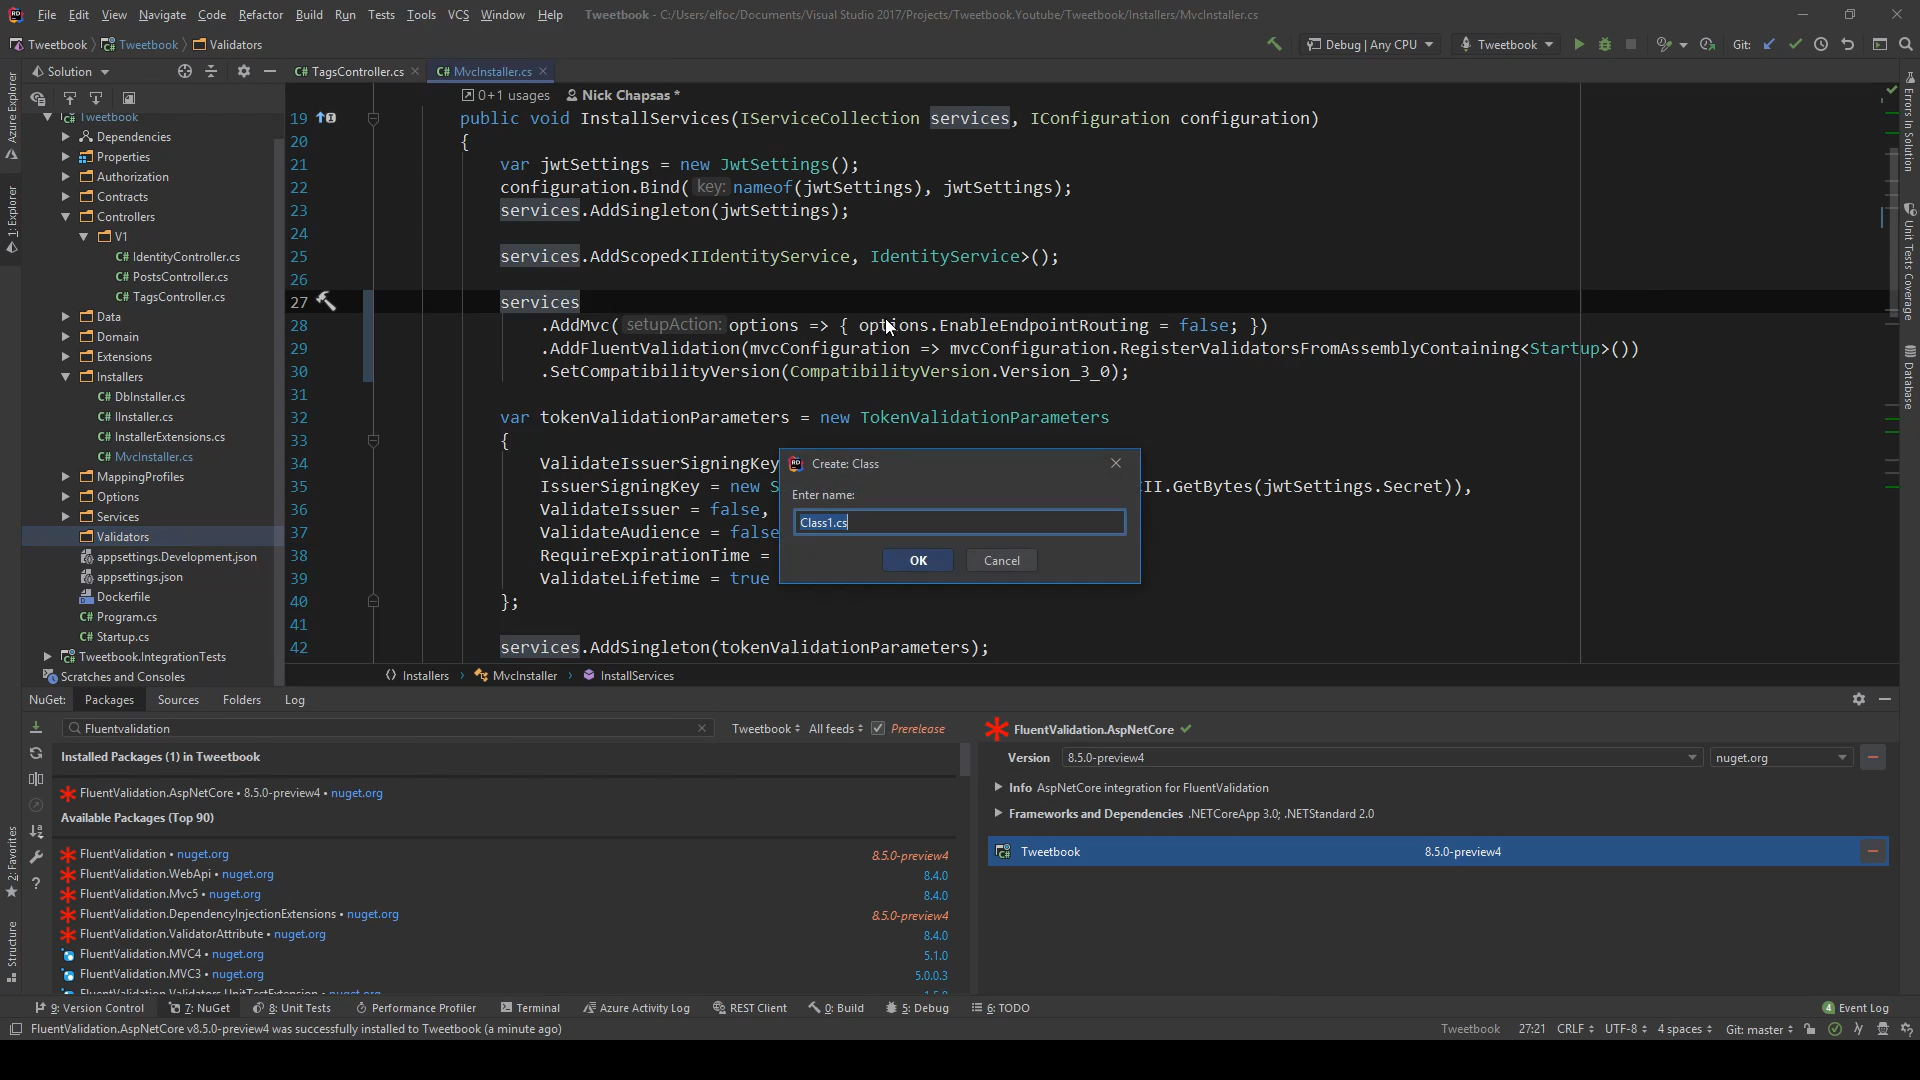 File Edit View Navigate Code Refactor Build Run Tests Tools VCS Window Help Tweetbook - C:/Users/elfoc/Documents/Visual Studio 2017/Projects/Tweetbook.Youtube/Tweetbook/Installers/MvcInstaller.cs
Tweetbook Tweetbook Validators Debug | Any CPU Tweetbook Git:
Solution TagsController.cs MvcInstaller.cs
0+1 usages Nick Chapsas *
Azure Explorer
1: Explorer
2: Favorites
Structure
Tweetbook
Dependencies
Properties
Authorization
Contracts
Controllers
V1
C# IdentityController.cs
C# PostsController.cs
C# TagsController.cs
Data
Domain
Extensions
Installers
C# DbInstaller.cs
C# IInstaller.cs
C# InstallerExtensions.cs
C# MvcInstaller.cs
MappingProfiles
Options
Services
Validators
appsettings.Development.json
appsettings.json
Dockerfile
C# Program.cs
C# Startup.cs
Tweetbook.IntegrationTests
Scratches and Consoles
19 public void InstallServices(IServiceCollection services, IConfiguration configuration)
20 {
21 var jwtSettings = new JwtSettings();
22 configuration.Bind( key: nameof(jwtSettings), jwtSettings);
23 services.AddSingleton(jwtSettings);
24
25 services.AddScoped<IIdentityService, IdentityService>();
26
27 services
28 .AddMvc( setupAction: options => { options.EnableEndpointRouting = false; })
29 .AddFluentValidation(mvcConfiguration => mvcConfiguration.RegisterValidatorsFromAssemblyContaining<Startup>())
30 .SetCompatibilityVersion(CompatibilityVersion.Version_3_0);
31
32 var tokenValidationParameters = new TokenValidationParameters
33 {
34 ValidateIssuerSigningKey
35 IssuerSigningKey = new S II.GetBytes(jwtSettings.Secret)),
36 ValidateIssuer = false,
37 ValidateAudience = false
38 RequireExpirationTime =
39 ValidateLifetime = true
40 };
41
42 services.AddSingleton(tokenValidationParameters);
Create: Class
Enter name:
Class1.cs
OK Cancel
Errors In Solution
Unit Tests Coverage
Database
Installers MvcInstaller InstallServices
NuGet: Packages Sources Folders Log
Fluentvalidation Tweetbook All feeds Prerelease
Installed Packages (1) in Tweetbook
FluentValidation.AspNetCore • 8.5.0-preview4 • nuget.org
Available Packages (Top 90)
FluentValidation • nuget.org 8.5.0-preview4
FluentValidation.WebApi • nuget.org 8.4.0
FluentValidation.Mvc5 • nuget.org 8.4.0
FluentValidation.DependencyInjectionExtensions • nuget.org 8.5.0-preview4
FluentValidation.ValidatorAttribute • nuget.org 8.4.0
FluentValidation.MVC4 • nuget.org 5.1.0
FluentValidation.MVC3 • nuget.org 5.0.0.3
FluentValidation.AspNetCore
Version 8.5.0-preview4 nuget.org
Info AspNetCore integration for FluentValidation
Frameworks and Dependencies .NETCoreApp 3.0; .NETStandard 2.0
Tweetbook 8.5.0-preview4
9: Version Control 7: NuGet 8: Unit Tests Performance Profiler Terminal Azure Activity Log REST Client 0: Build 5: Debug 6: TODO 4 Event Log
FluentValidation.AspNetCore v8.5.0-preview4 was successfully installed to Tweetbook (a minute ago) Tweetbook 27:21 CRLF UTF-8 4 spaces Git: master